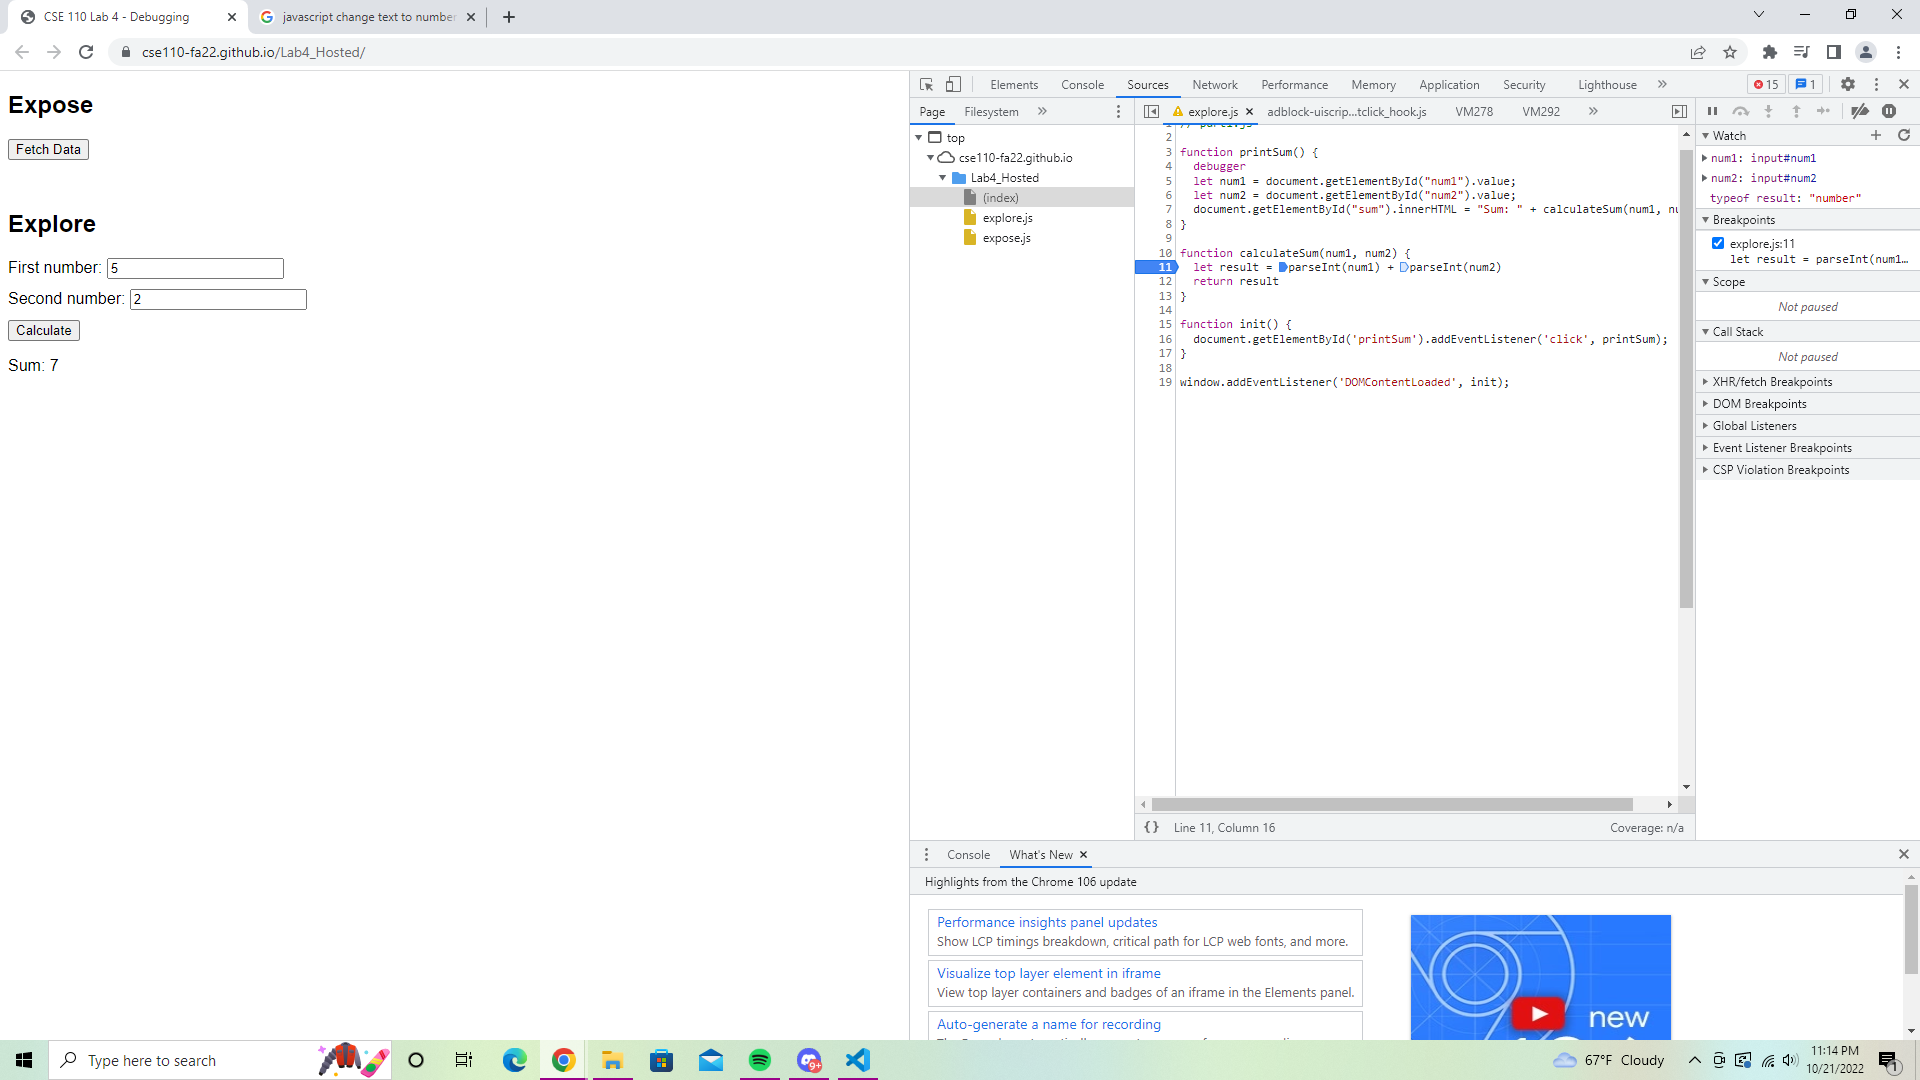 CSE 110 Lab 4 - Debugging
javascript change text to number
cse110-fa22.github.io/Lab4_Hosted/
Expose
Fetch Data
Explore
First number: 5
Second number: 2
Calculate
Sum: 7
Elements Console Sources Network Performance Memory Application Security Lighthouse » 15 1
Page Filesystem »
top
cse110-fa22.github.io
Lab4_Hosted
(index)
explore.js
expose.js
explore.js adblock-uiscrip...tclick_hook.js VM278 VM292 »
2
3 function printSum() {
4 debugger
5 let num1 = document.getElementById("num1").value;
6 let num2 = document.getElementById("num2").value;
7 document.getElementById("sum").innerHTML = "Sum: " + calculateSum(num1, nu
8 }
9
10 function calculateSum(num1, num2) {
11 let result = parseInt(num1) + parseInt(num2)
12 return result
13 }
14
15 function init() {
16 document.getElementById('printSum').addEventListener('click', printSum);
17 }
18
19 window.addEventListener('DOMContentLoaded', init);
{} Line 11, Column 16 Coverage: n/a
Watch
num1: input#num1
num2: input#num2
typeof result: "number"
Breakpoints
explore.js:11
let result = parseInt(num1…
Scope
Not paused
Call Stack
Not paused
XHR/fetch Breakpoints
DOM Breakpoints
Global Listeners
Event Listener Breakpoints
CSP Violation Breakpoints
Console What's New
Highlights from the Chrome 106 update
Performance insights panel updates
Show LCP timings breakdown, critical path for LCP web fonts, and more.
Visualize top layer element in iframe
View top layer containers and badges of an iframe in the Elements panel.
Auto-generate a name for recording
new
Type here to search
9+
67°F Cloudy
11:14 PM
10/21/2022
1